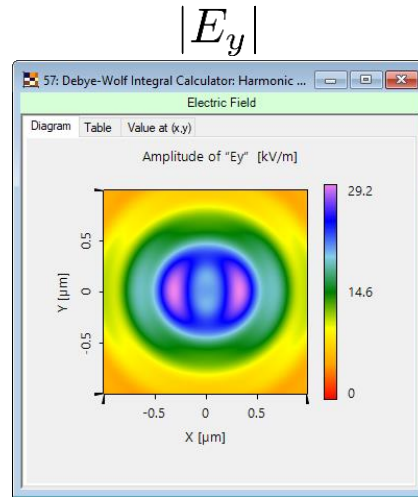 |E_y|
57: Debye-Wolf Integral Calculator: Harmonic ...
Electric Field
Diagram Table Value at (x,y)
Amplitude of "Ey" [kV/m]
29.2
14.6
0
Y [µm]
0.5
0
-0.5
-0.5 0 0.5
X [µm]